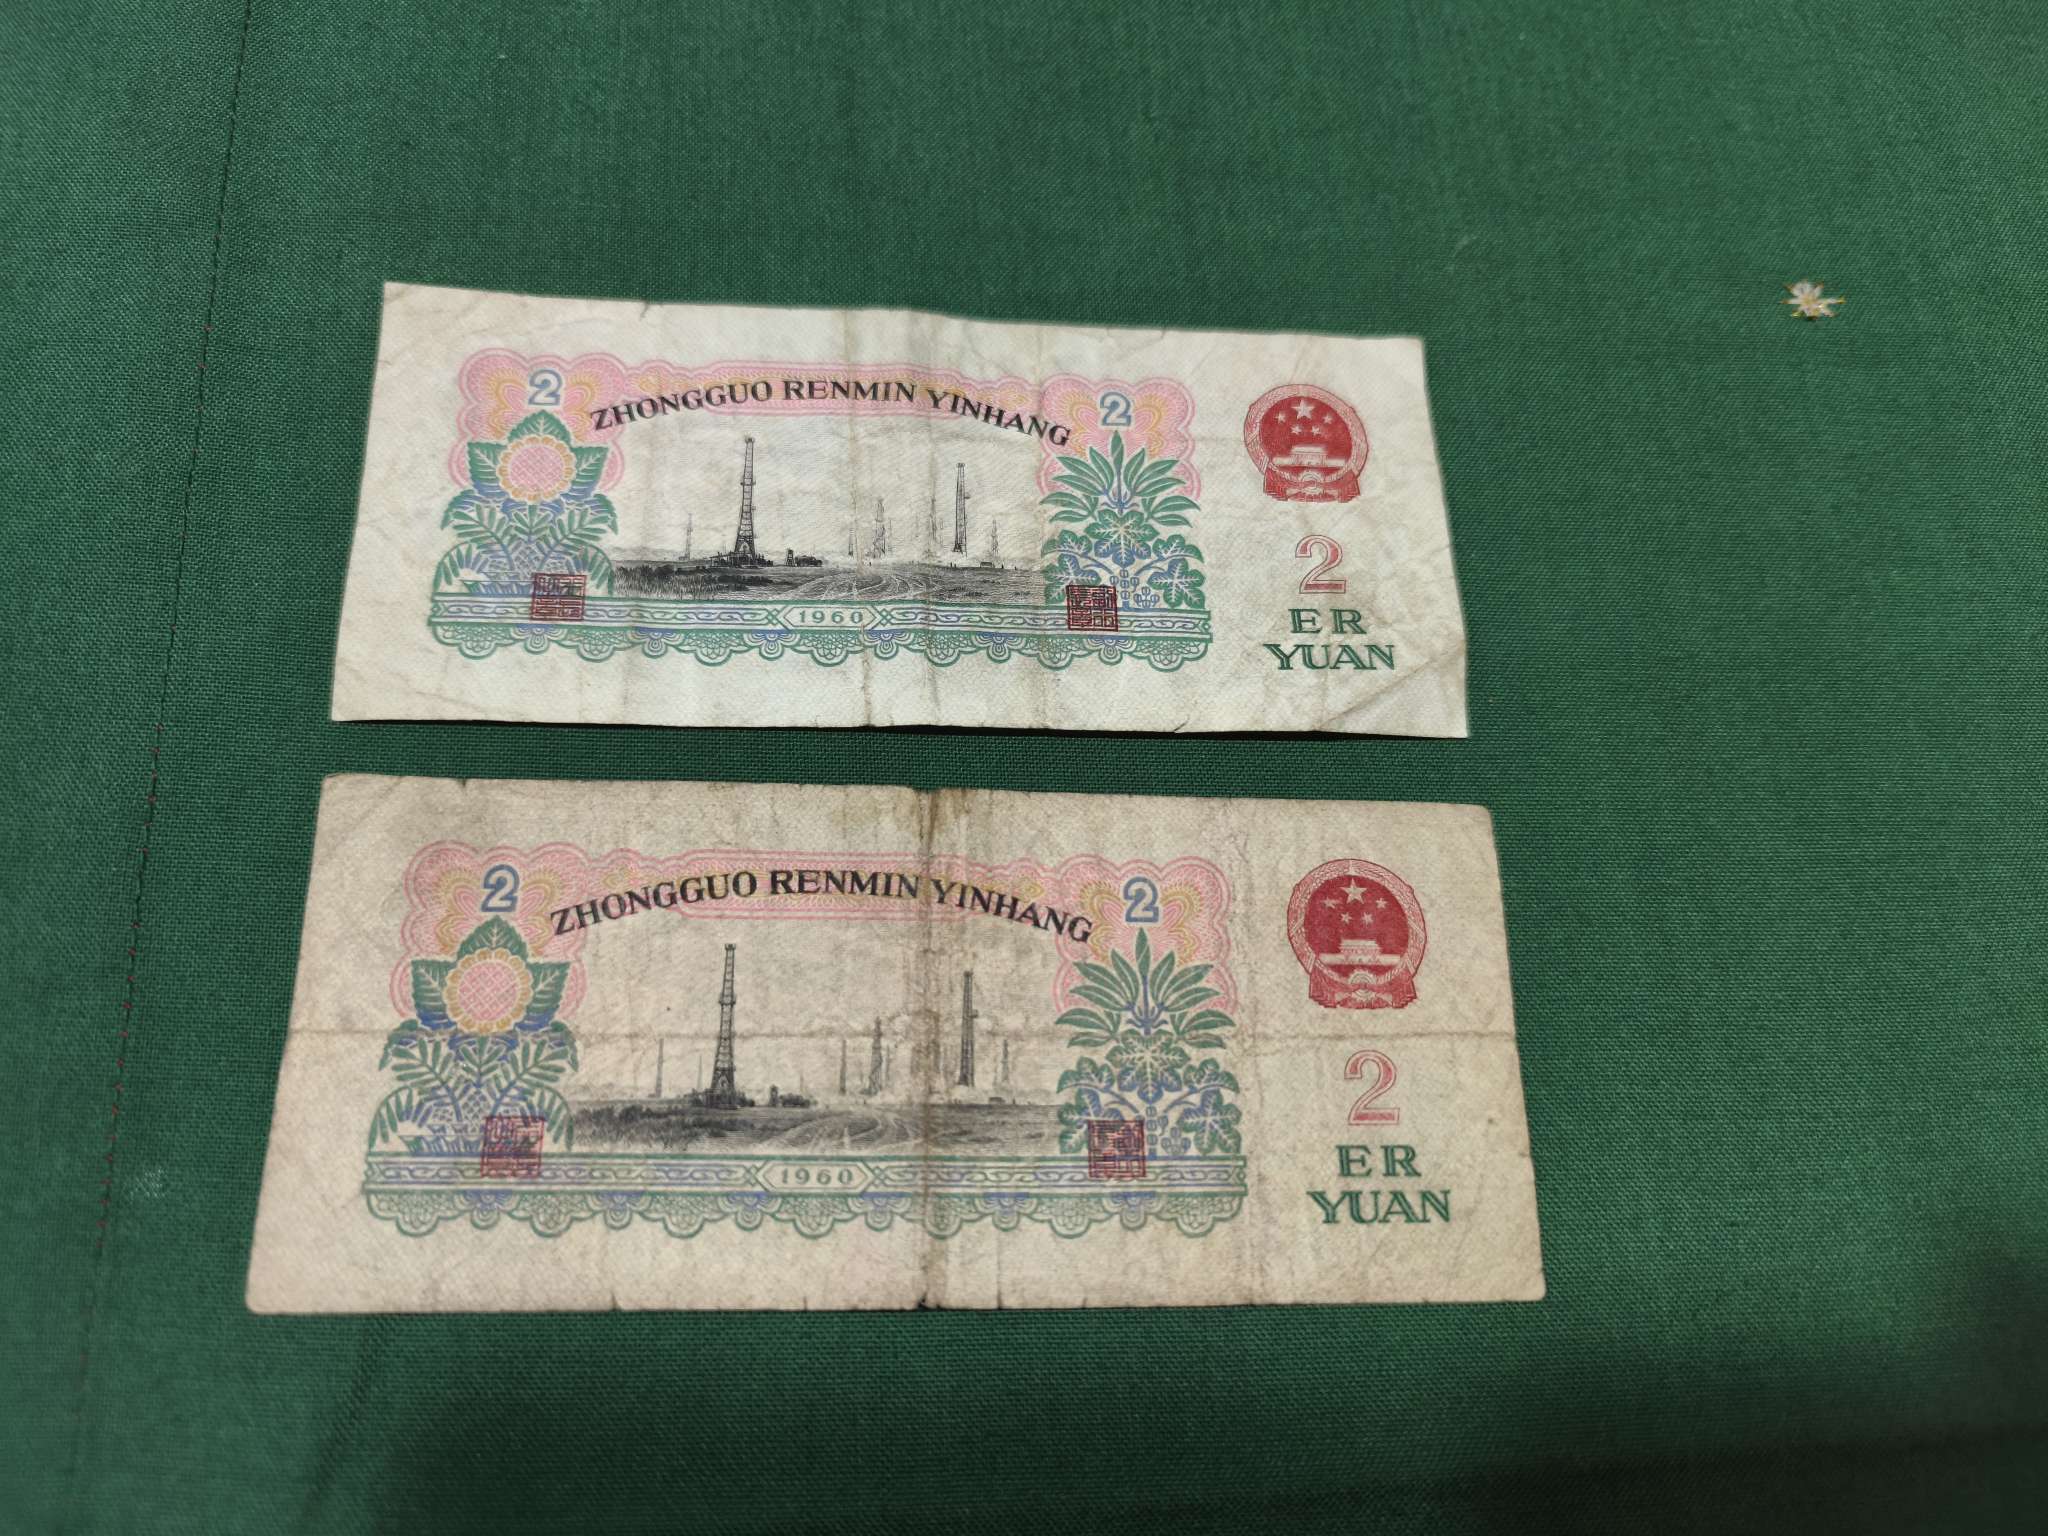 2
ZHONGGUO RENMIN YINHANG
2
2
1960
ER
YUAN
2
ZHONGGUO RENMIN YINHANG
2
2
1960
ER
YUAN